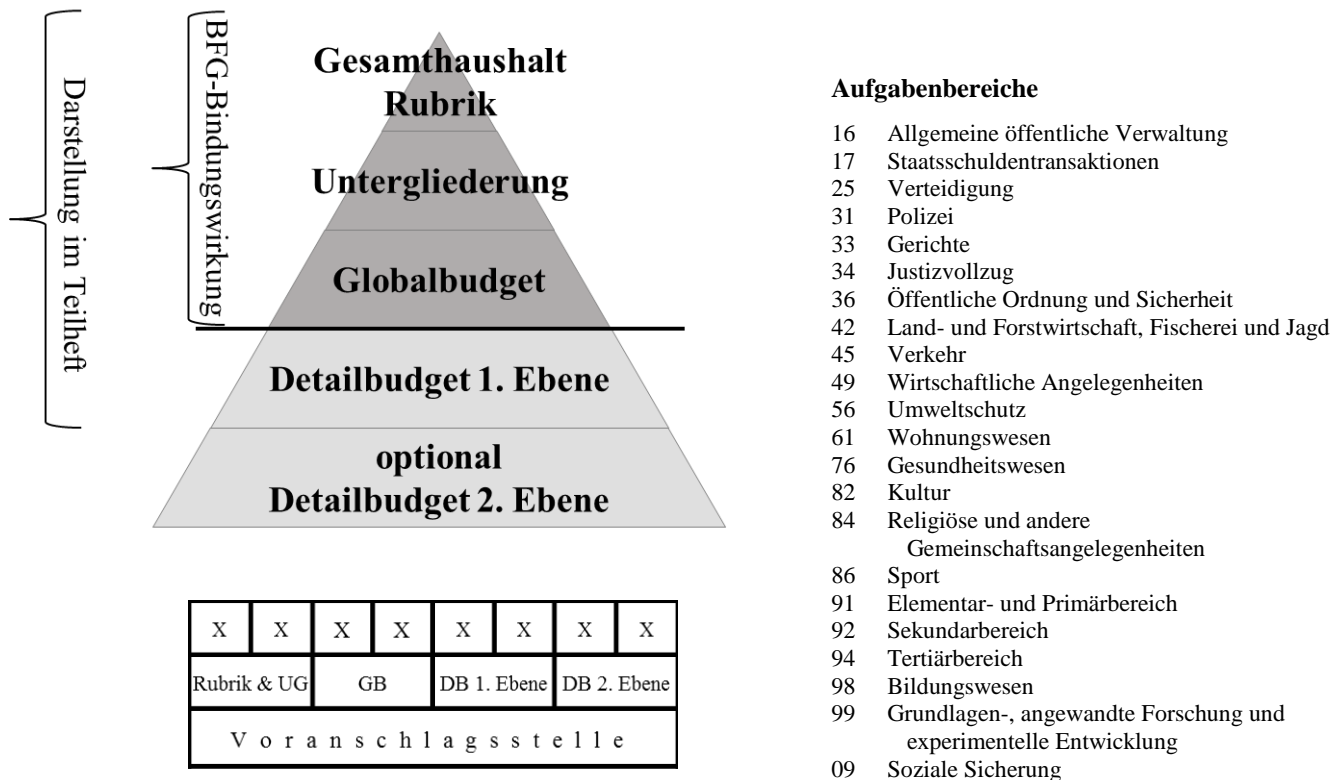 Darstellung im Teilheft
BFG-Bindungswirkung
Gesamthaushalt
Rubrik
Untergliederung
Globalbudget
Detailbudget 1. Ebene
optional
Detailbudget 2. Ebene
X X X X X X X X
Rubrik & UG GB DB 1. Ebene DB 2. Ebene
Voranschlagsstelle
Aufgabenbereiche
16 Allgemeine öffentliche Verwaltung
17 Staatsschuldentransaktionen
25 Verteidigung
31 Polizei
33 Gerichte
34 Justizvollzug
36 Öffentliche Ordnung und Sicherheit
42 Land- und Forstwirtschaft, Fischerei und Jagd
45 Verkehr
49 Wirtschaftliche Angelegenheiten
56 Umweltschutz
61 Wohnungswesen
76 Gesundheitswesen
82 Kultur
84 Religiöse und andere
Gemeinschaftsangelegenheiten
86 Sport
91 Elementar- und Primärbereich
92 Sekundarbereich
94 Tertiärbereich
98 Bildungswesen
99 Grundlagen-, angewandte Forschung und
experimentelle Entwicklung
09 Soziale Sicherung